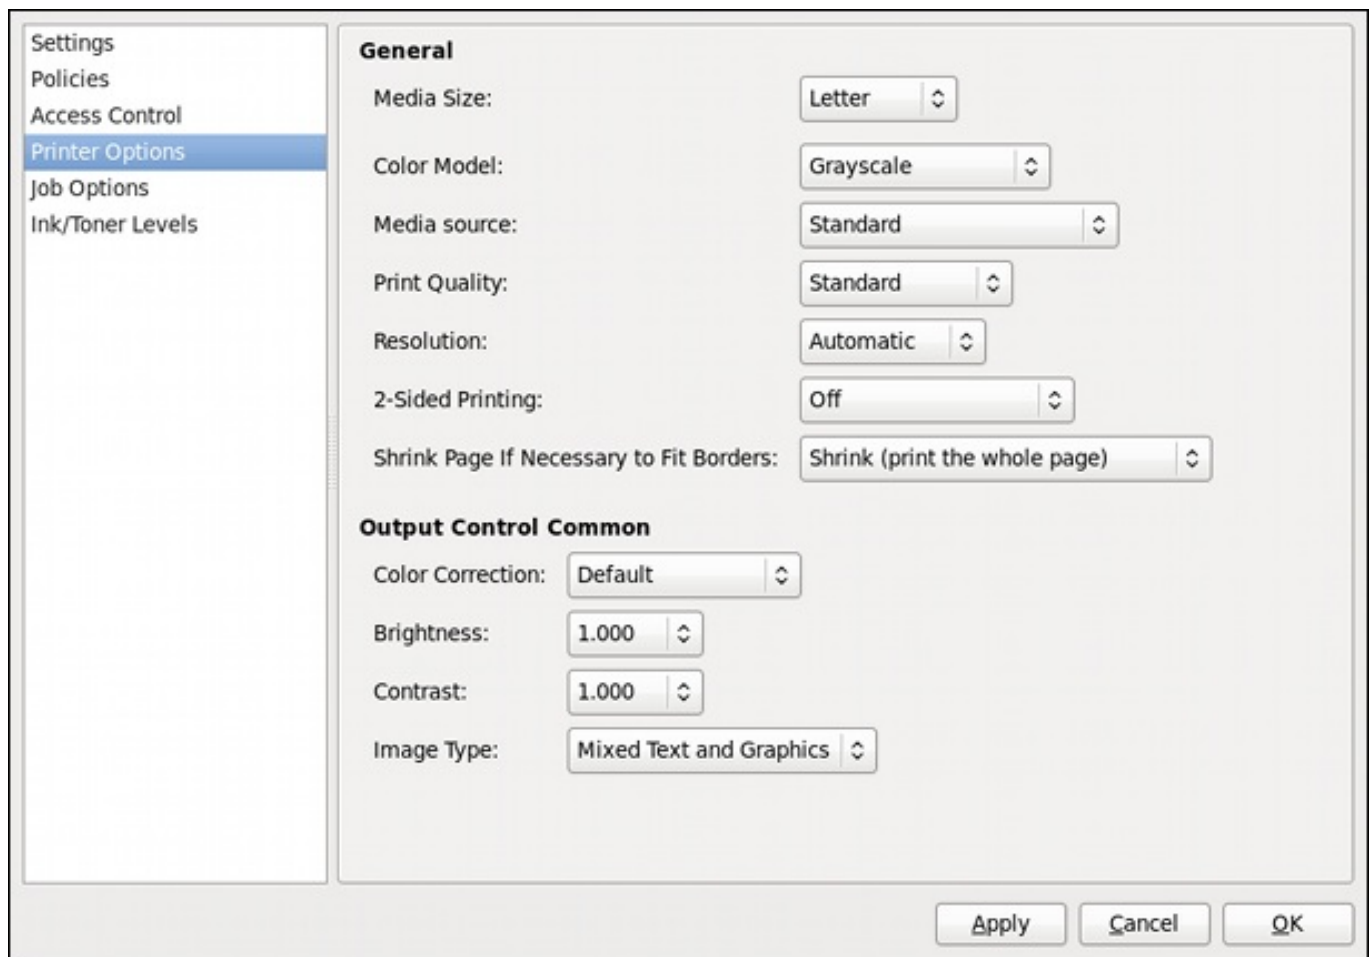 Settings
Policies
Access Control
Printer Options
Job Options
Ink/Toner Levels
General
Media Size: Letter
Color Model: Grayscale
Media source: Standard
Print Quality: Standard
Resolution: Automatic
2-Sided Printing: Off
Shrink Page If Necessary to Fit Borders: Shrink (print the whole page)
Output Control Common
Color Correction: Default
Brightness: 1.000
Contrast: 1.000
Image Type: Mixed Text and Graphics
Apply Cancel OK